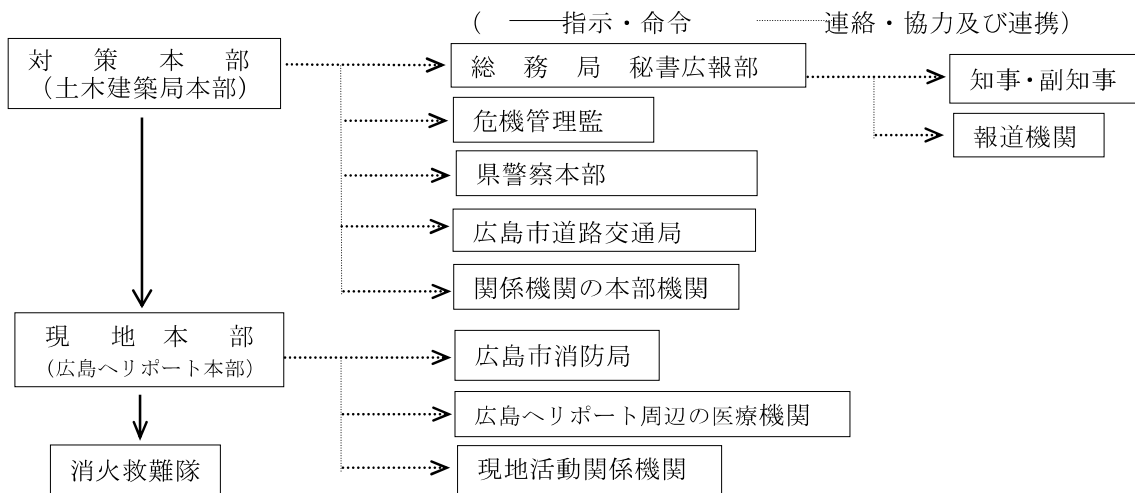 ( ――指示・命令 ………連絡・協力及び連携)
対策本部
(土木建築局本部)
総務局 秘書広報部
知事・副知事
危機管理監
報道機関
県警察本部
広島市道路交通局
関係機関の本部機関
現地本部
(広島ヘリポート本部)
広島市消防局
広島ヘリポート周辺の医療機関
消火救難隊
現地活動関係機関